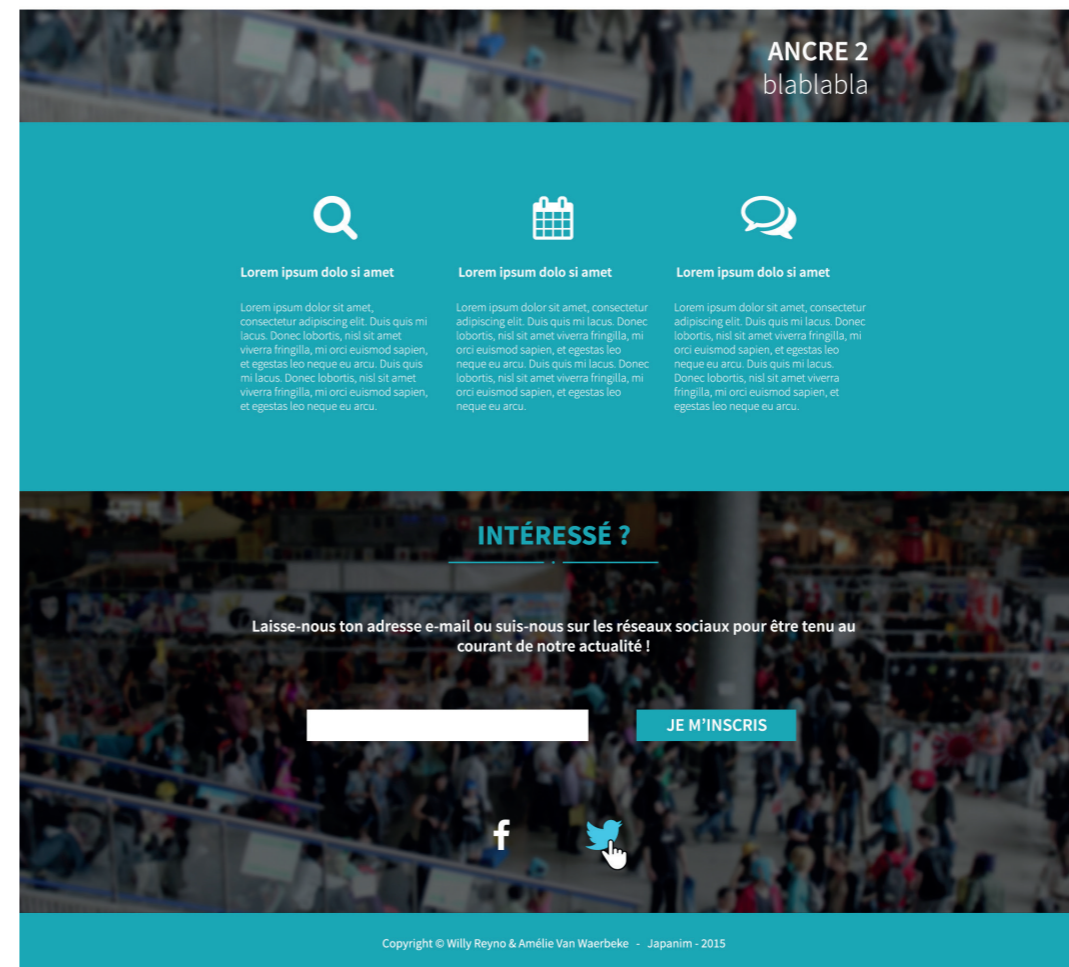 ANCRE 2
blablabla
Lorem ipsum dolo si amet
Lorem ipsum dolor sit amet,
consectetur adipiscing elit. Duis quis mi
lacus. Donec lobortis, nisl sit amet
viverra fringilla, mi orci euismod sapien,
et egestas leo neque eu arcu. Duis quis
mi lacus. Donec lobortis, nisl sit amet
viverra fringilla, mi orci euismod sapien,
et egestas leo neque eu arcu.
Lorem ipsum dolo si amet
Lorem ipsum dolor sit amet, consectetur
adipiscing elit. Duis quis mi lacus. Donec
lobortis, nisl sit amet viverra fringilla, mi
orci euismod sapien, et egestas leo
neque eu arcu. Duis quis mi lacus. Donec
lobortis, nisl sit amet viverra fringilla, mi
orci euismod sapien, et egestas leo
neque eu arcu.
Lorem ipsum dolo si amet
Lorem ipsum dolor sit amet, consectetur
adipiscing elit. Duis quis mi lacus. Donec
lobortis, nisl sit amet viverra fringilla, mi
orci euismod sapien, et egestas leo
neque eu arcu. Duis quis mi lacus.
Donec lobortis, nisl sit amet viverra
fringilla, mi orci euismod sapien, et
egestas leo neque eu arcu.
INTÉRESSÉ ?
Laisse-nous ton adresse e-mail ou suis-nous sur les réseaux sociaux pour être tenu au
courant de notre actualité !
JE M’INSCRIS
Copyright © Willy Reyno & Amélie Van Waerbeke - Japanim - 2015